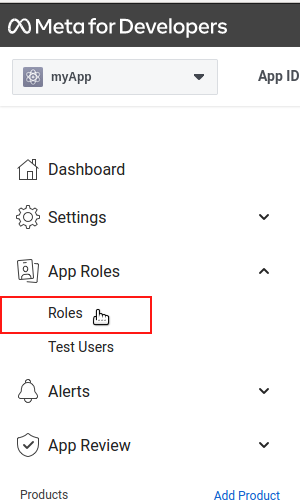 Meta for Developers
myApp
App ID
Dashboard
Settings
App Roles
Roles
Test Users
Alerts
App Review
Products
Add Product